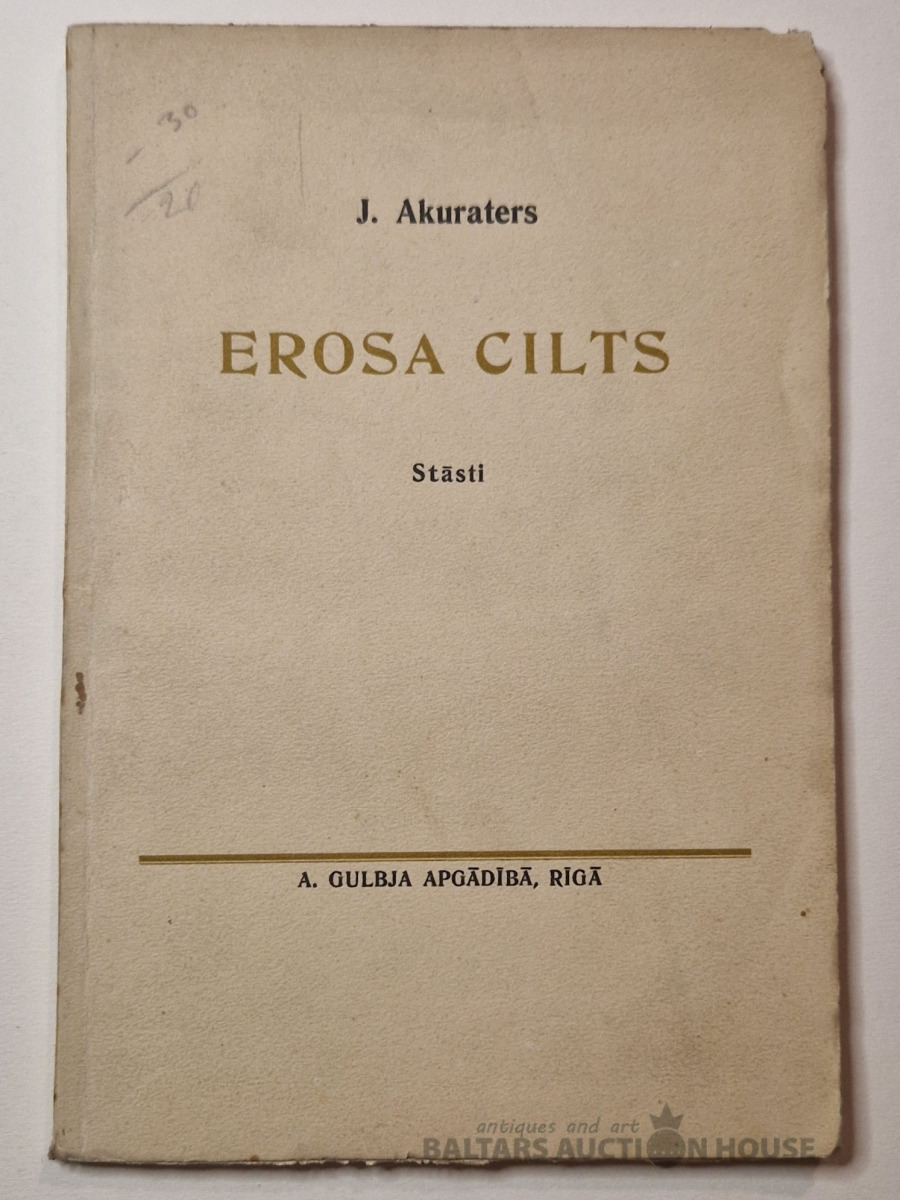 30
20
J. Akuraters
EROSA CILTS
Stāsti
A. GULBJA APGĀDĪBĀ, RĪGĀ
antiques and art
BALTARS AUCTION HOUSE